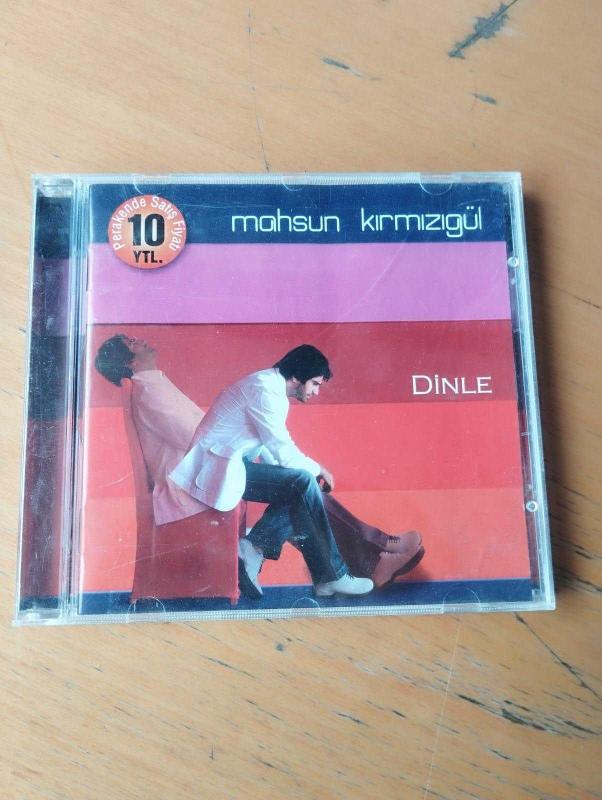 Perakende Satış Fiyatı
10
YTL.
mahsun kırmızıgül
DİNLE